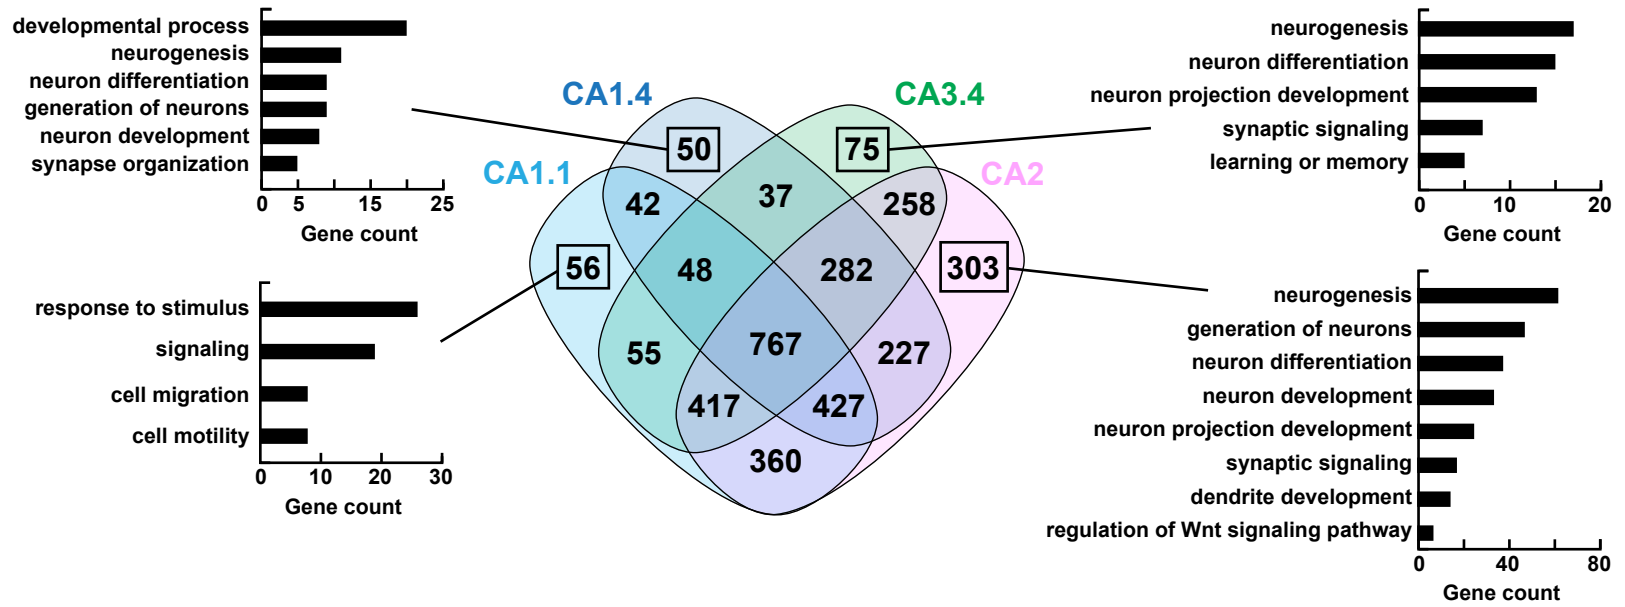 developmental process
neurogenesis
neuron differentiation
generation of neurons
neuron development
synapse organization
0 5 15 25
Gene count
response to stimulus
signaling
cell migration
cell motility
0 10 20 30
Gene count
CA1.4
CA3.4
CA1.1
CA2
50
75
42
37
258
56
48
282
303
55
767
227
417
427
360
neurogenesis
neuron differentiation
neuron projection development
synaptic signaling
learning or memory
0 10 20
Gene count
neurogenesis
generation of neurons
neuron differentiation
neuron development
neuron projection development
synaptic signaling
dendrite development
regulation of Wnt signaling pathway
0 40 80
Gene count